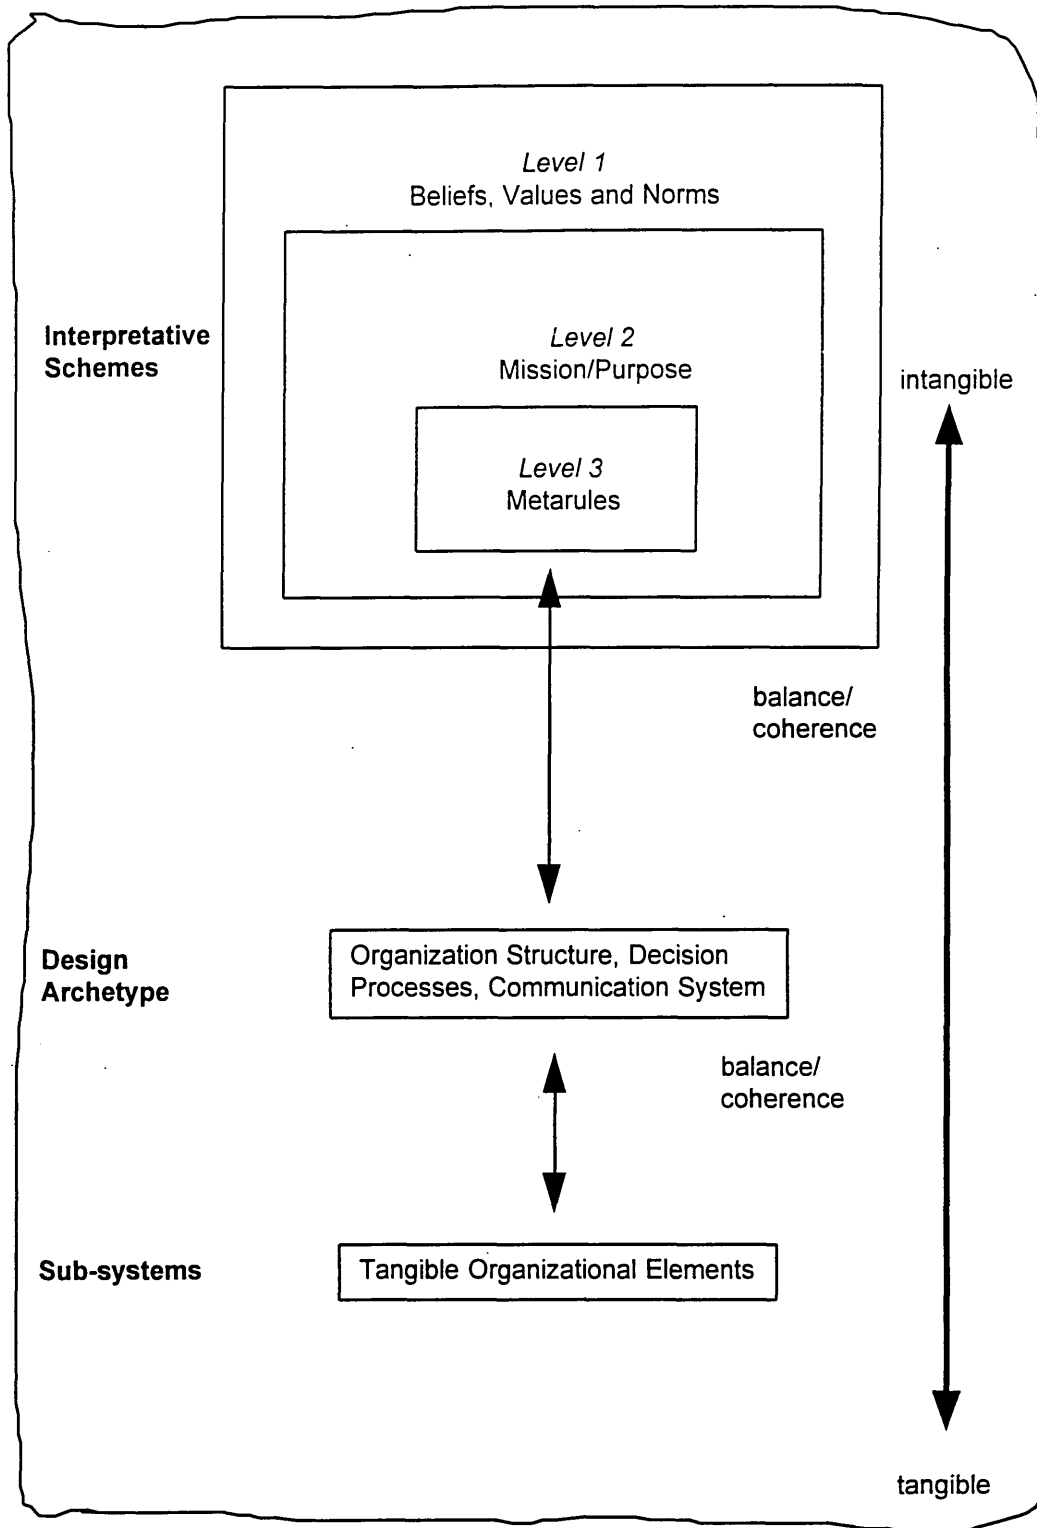 Level 1
Beliefs, Values and Norms
Interpretative
Schemes
Level 2
Mission/Purpose
intangible
Level 3
Metarules
balance/
coherence
Design
Archetype
Organization Structure, Decision
Processes, Communication System
balance/
coherence
Sub-systems
Tangible Organizational Elements
tangible